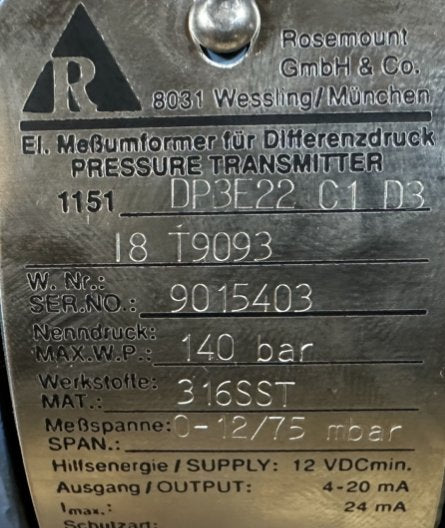 Rosemount
GmbH & Co.
R
8031 Wessling/München
El. Meßumformer für Differenzdruck
PRESSURE TRANSMITTER
1151 DP3E22 C1 D3
I8 T9093
W. Nr.:
SER.NO.: 9015403
Nenndruck:
MAX.W.P.: 140 bar
Werkstoffe:
MAT.: 316SST
Meßspanne: 0-12/75 mbar
SPAN.:
Hilfsenergie / SUPPLY: 12 VDCmin.
Ausgang / OUTPUT: 4-20 mA
Imax.: 24 mA
Schutzart: